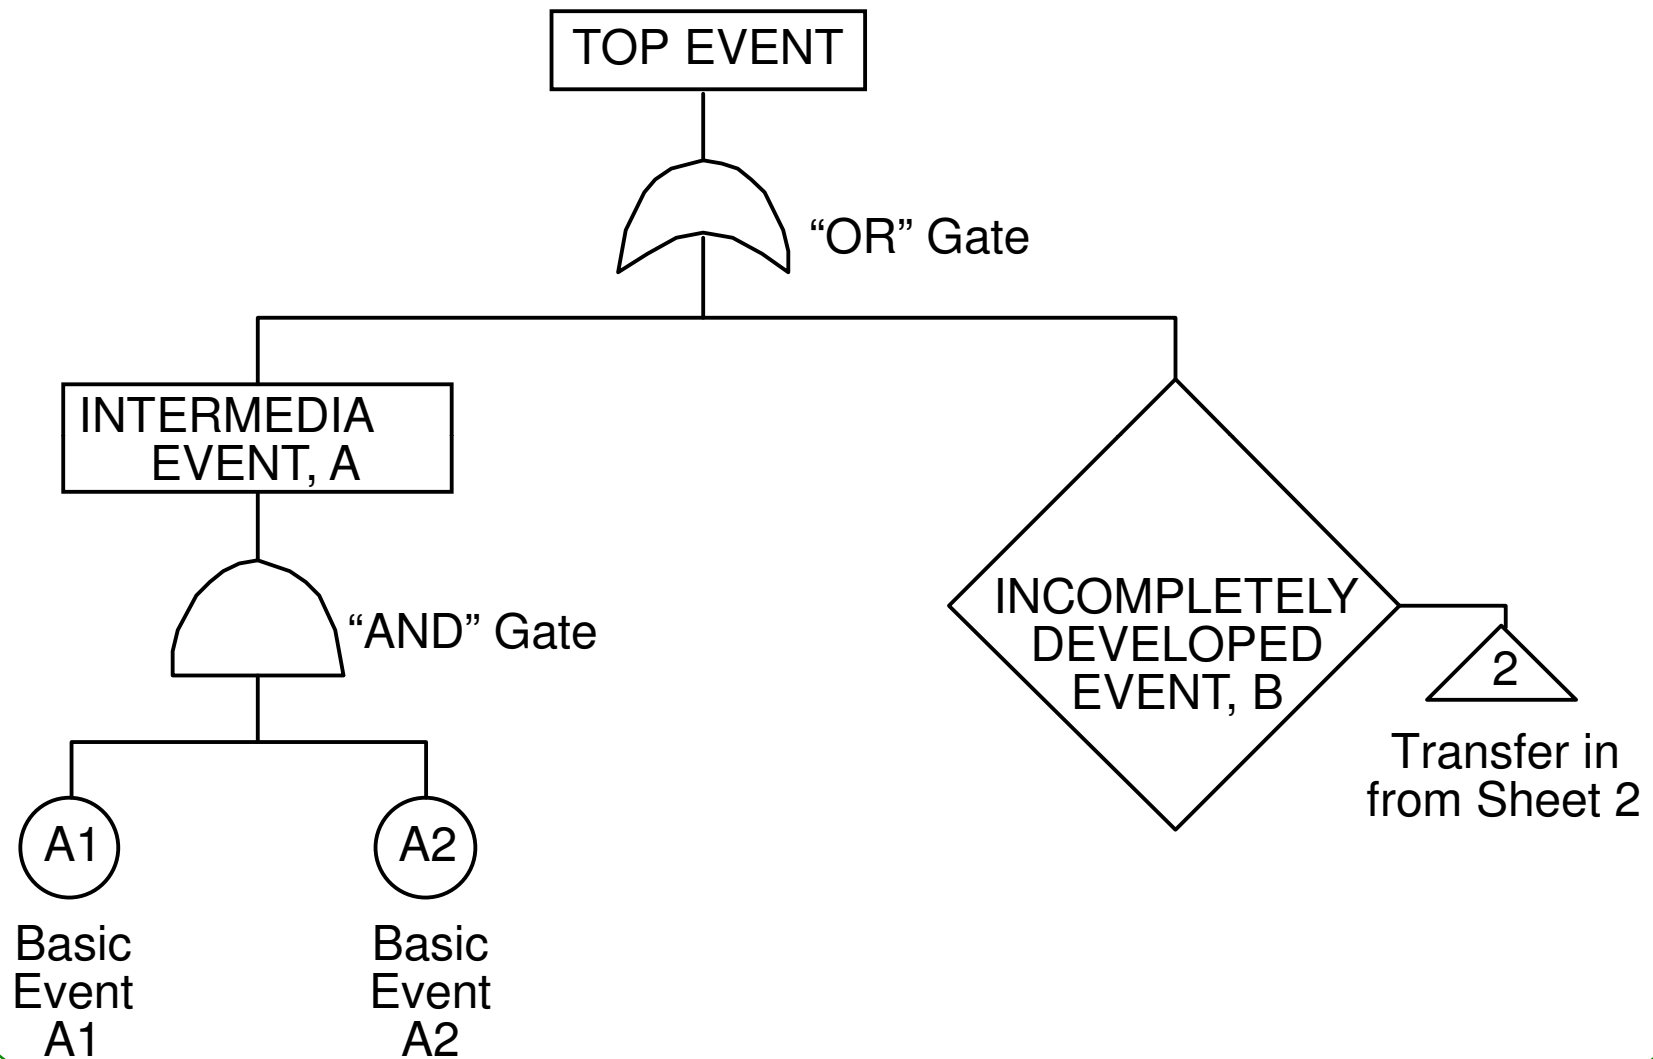 TOP EVENT
“OR” Gate
INTERMEDIA
EVENT, A
“AND” Gate
INCOMPLETELY
DEVELOPED
EVENT, B
2
Transfer in
from Sheet 2
A1
A2
Basic
Event
A1
Basic
Event
A2